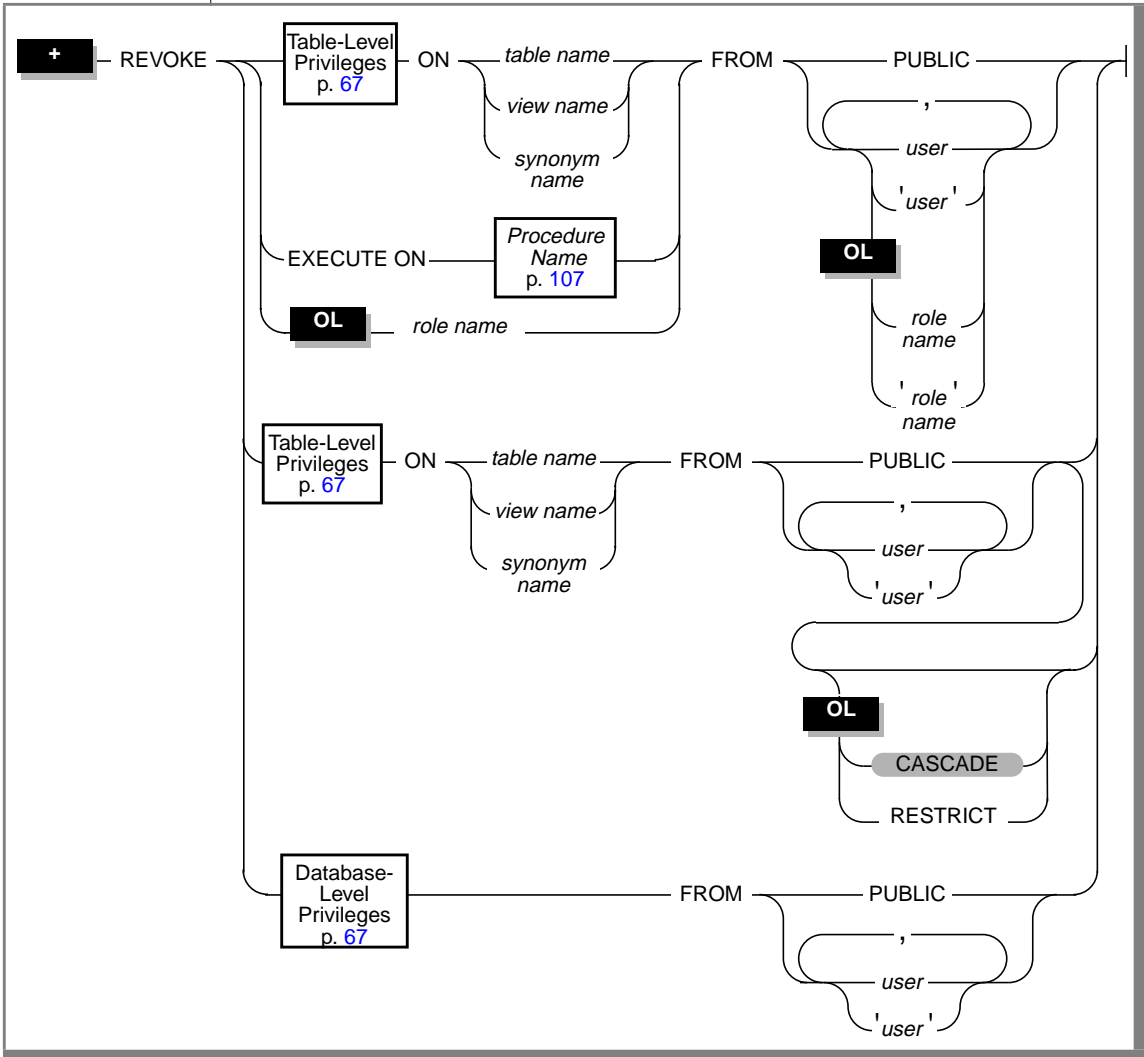 +
REVOKE
Table-Level
Privileges
p. 67
ON
table name
view name
synonym
name
FROM
PUBLIC
,
user
'user'
OL
role
name
'role'
name
EXECUTE ON
Procedure
Name
p. 107
OL
role name
Table-Level
Privileges
p. 67
ON
table name
view name
synonym
name
FROM
PUBLIC
,
user
'user'
OL
CASCADE
RESTRICT
Database-
Level
Privileges
p. 67
FROM
PUBLIC
,
user
'user'